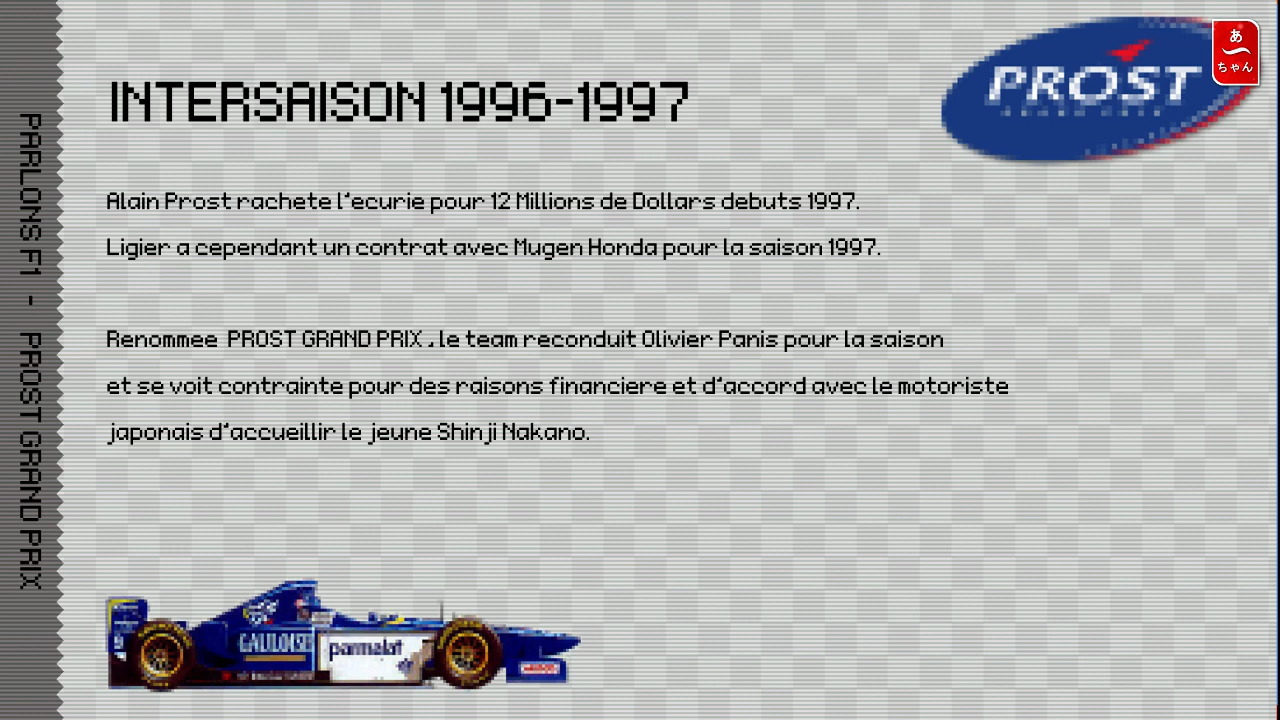 PROST
あー
ちゃん
INTERSAISON 1996-1997
Alain Prost rachete l'ecurie pour 12 Millions de Dollars debuts 1997.
Ligier a cependant un contrat avec Mugen Honda pour la saison 1997.
Renommee PROST GRAND PRIX , le team reconduit Olivier Panis pour la saison
et se voit contrainte pour des raisons financiere et d'accord avec le motoriste
japonais d'accueillir le jeune Shinji Nakano.
PARLONS F1 - PROST GRAND PRIX
GAULOISES
parmalat